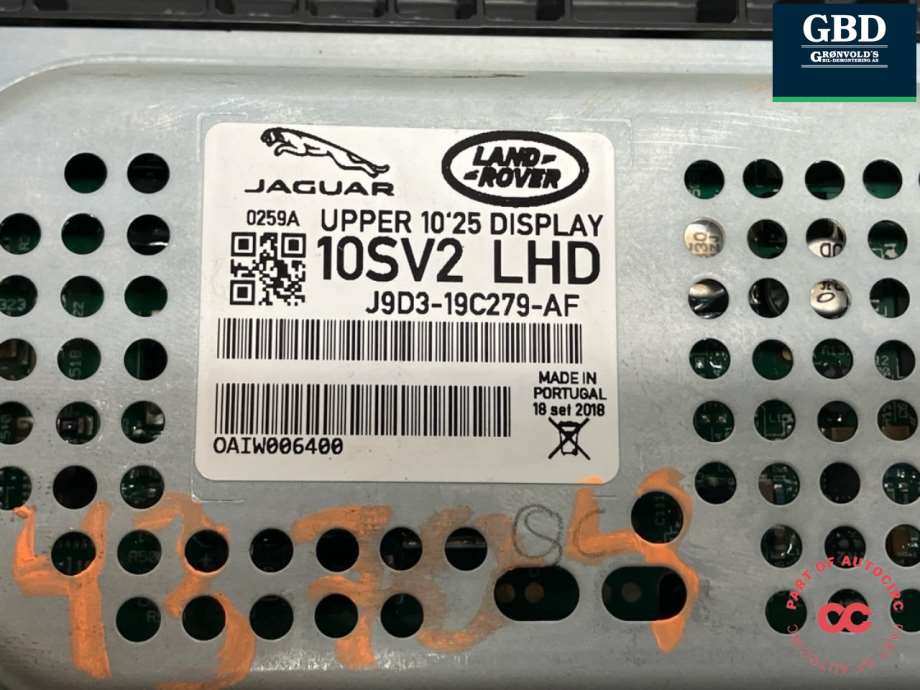 GBD
GRØNVOLD'S
BIL-DEMONTERING AS
JAGUAR
LAND-
-ROVER
0259A UPPER 10'25 DISPLAY
10SV2 LHD
J9D3-19C279-AF
MADE IN
PORTUGAL
18 set 2018
OAIW006400
PART OF AUTOCIRC
CC